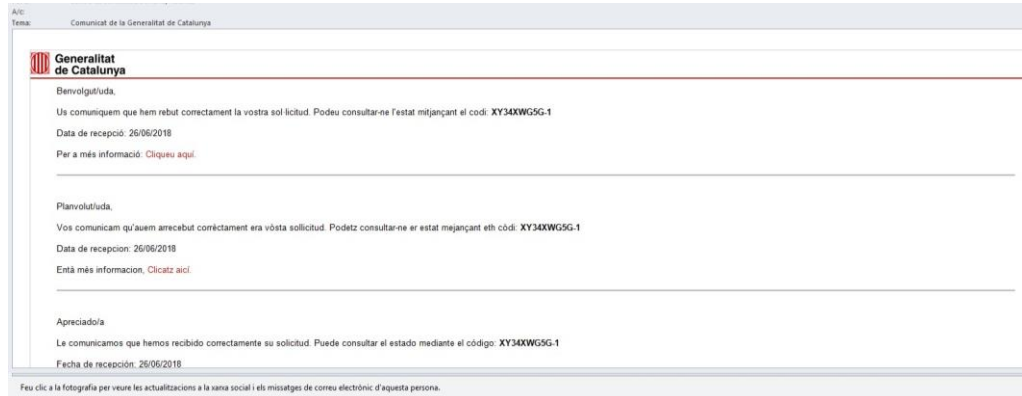 A/c:
Tema: Comunicat de la Generalitat de Catalunya
Generalitat
de Catalunya
Benvolgut/uda,
Us comuniquem que hem rebut correctament la vostra sol·licitud. Podeu consultar-ne l'estat mitjançant el codi: XY34XWG5G-1
Data de recepció: 26/06/2018
Per a més informació: Cliqueu aquí.
Planvolut/uda,
Vos comunicam qu'auem arrecebut corrèctament era vòsta sollicitud. Podetz consultar-ne er estat mejançant eth còdi: XY34XWG5G-1
Data de recepcion: 26/06/2018
Entà mès informacion, Clicatz aicí.
Apreciado/a
Le comunicamos que hemos recibido correctamente su solicitud. Puede consultar el estado mediante el código: XY34XWG5G-1
Fecha de recepción: 26/06/2018
Feu clic a la fotografia per veure les actualitzacions a la xarxa social i els missatges de correu electrònic d'aquesta persona.